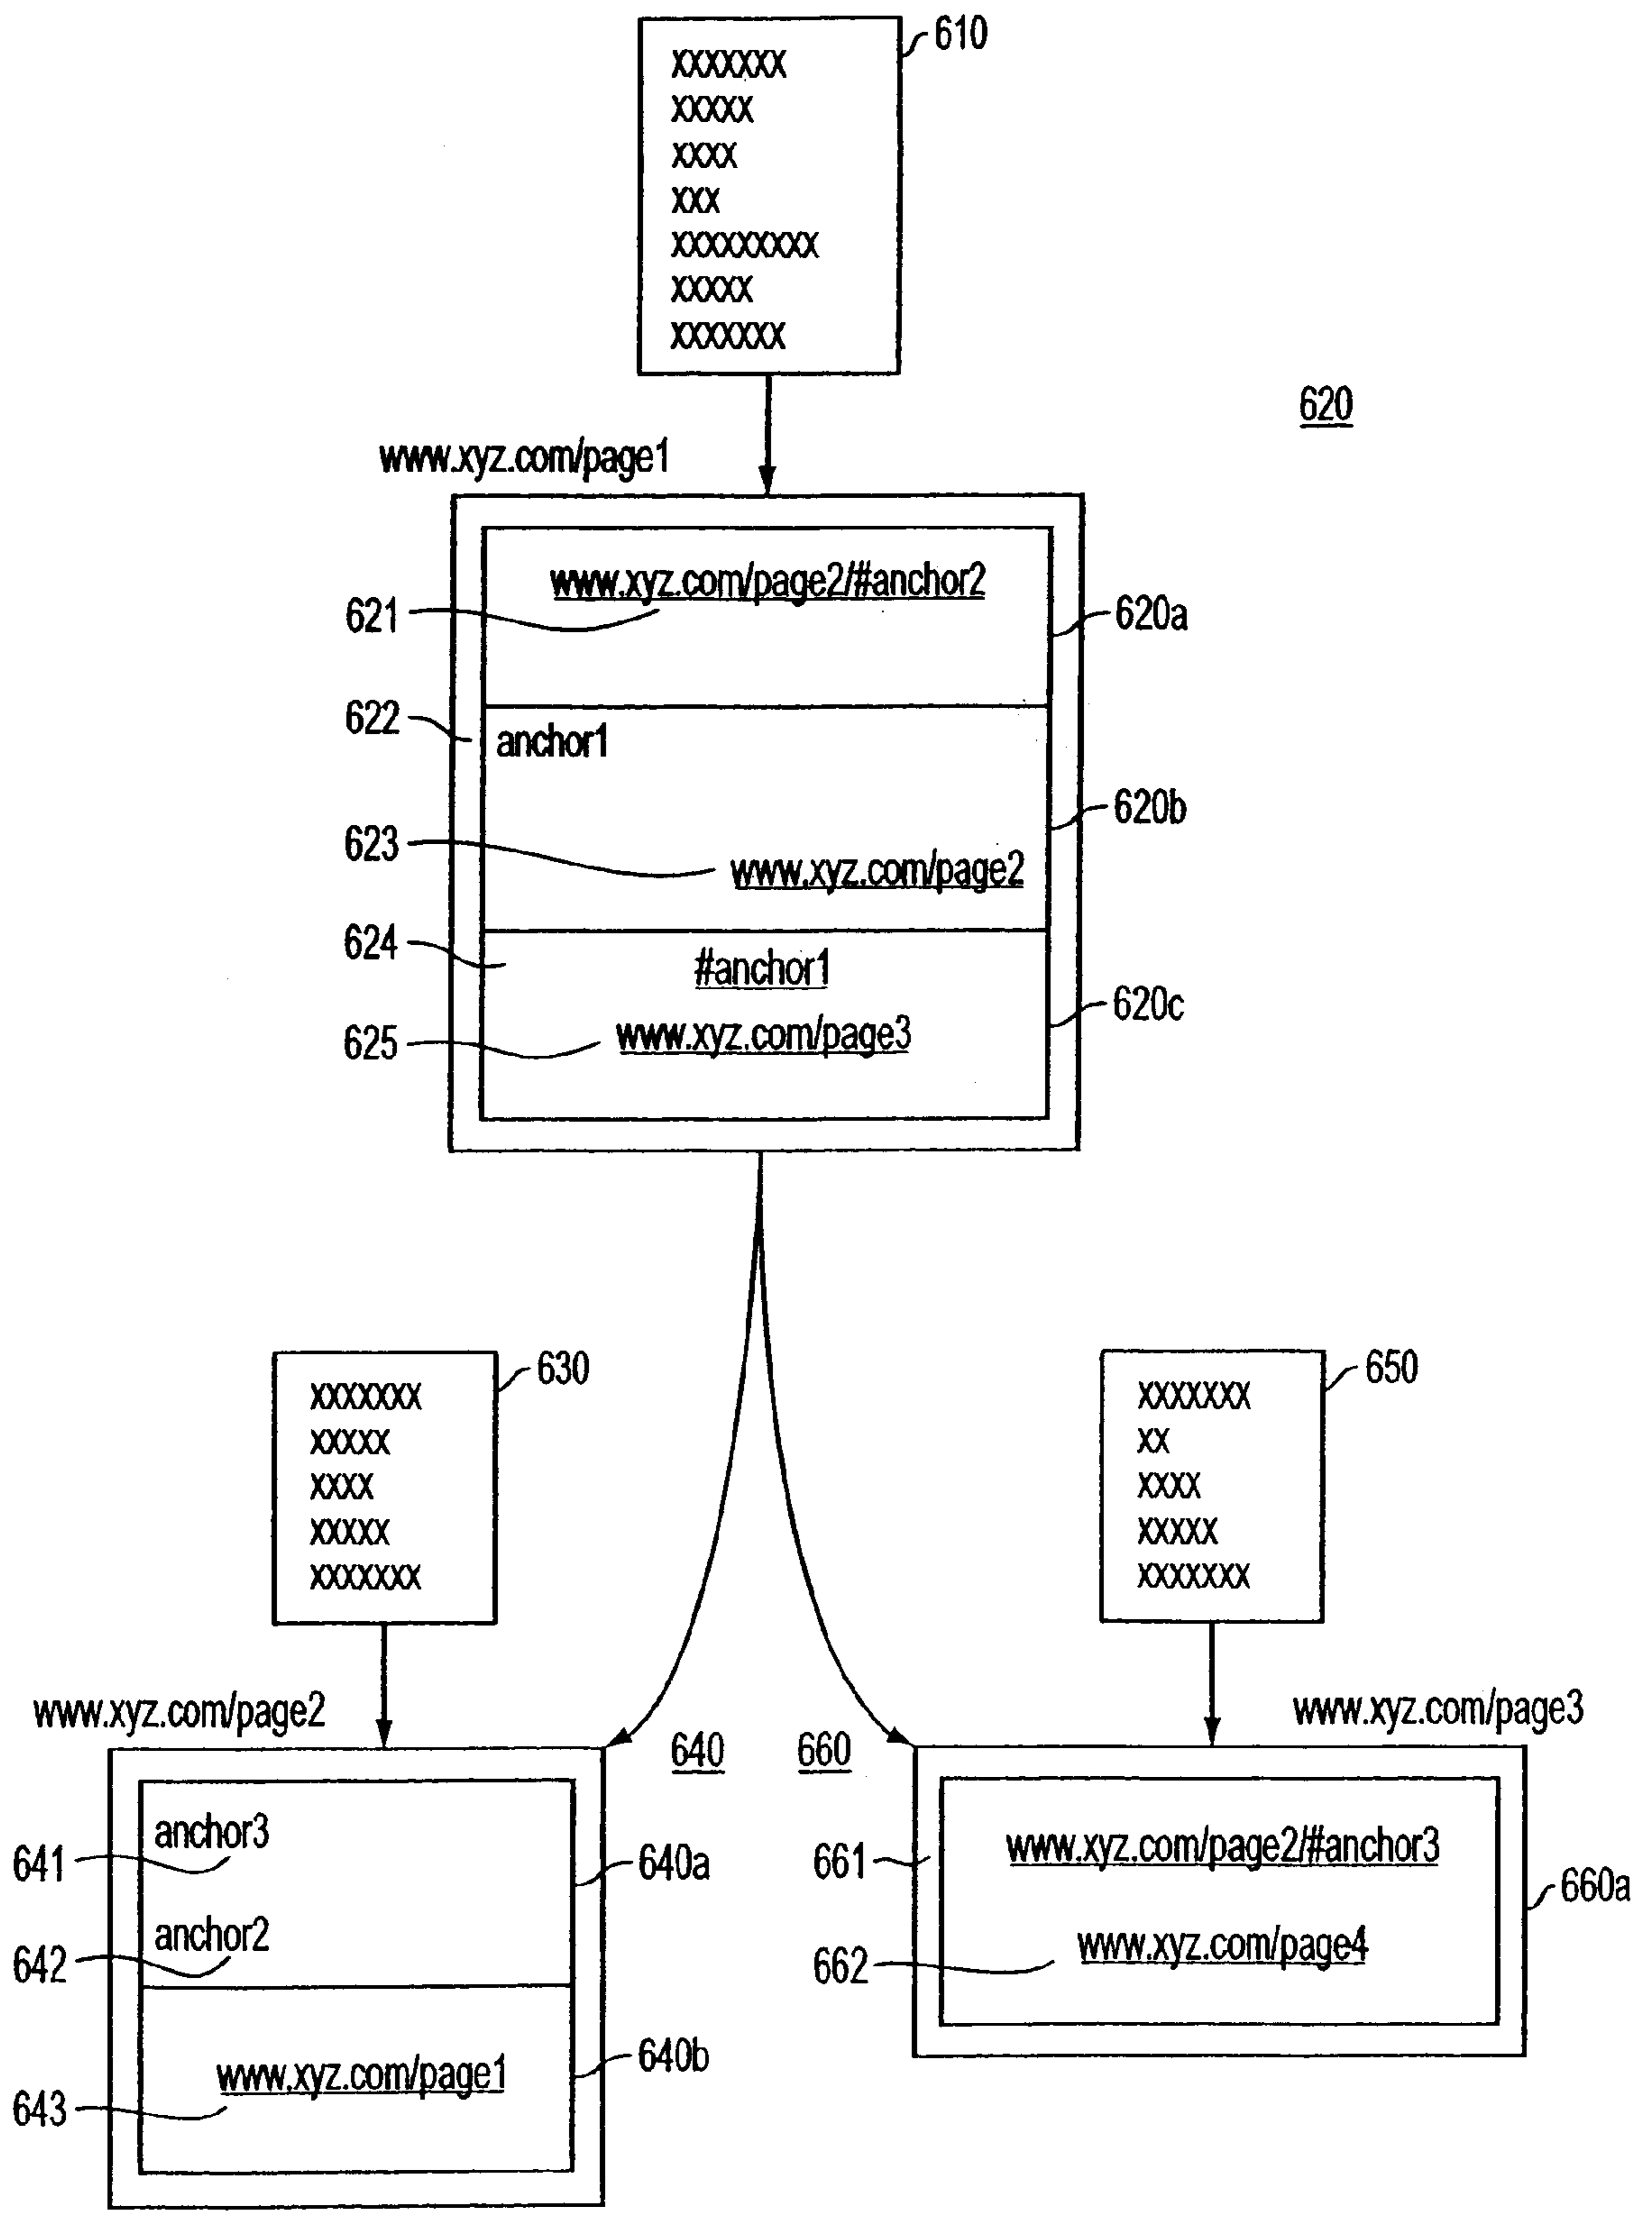 610
XXXXXXX
XXXXX
XXXX
XXX
XXXXXXXXX
XXXXX
XXXXXXX
620
www.xyz.com/page1
www.xyz.com/page2/#anchor2
621
620a
622
anchor1
620b
623
www.xyz.com/page2
624
#anchor1
620c
625
www.xyz.com/page3
630
XXXXXXX
XXXXX
XXXX
XXXXX
XXXXXXX
650
XXXXXXX
XX
XXXX
XXXXX
XXXXXXX
www.xyz.com/page2
www.xyz.com/page3
640
660
anchor3
641
640a
anchor2
642
www.xyz.com/page1
640b
643
www.xyz.com/page2/#anchor3
661
660a
www.xyz.com/page4
662